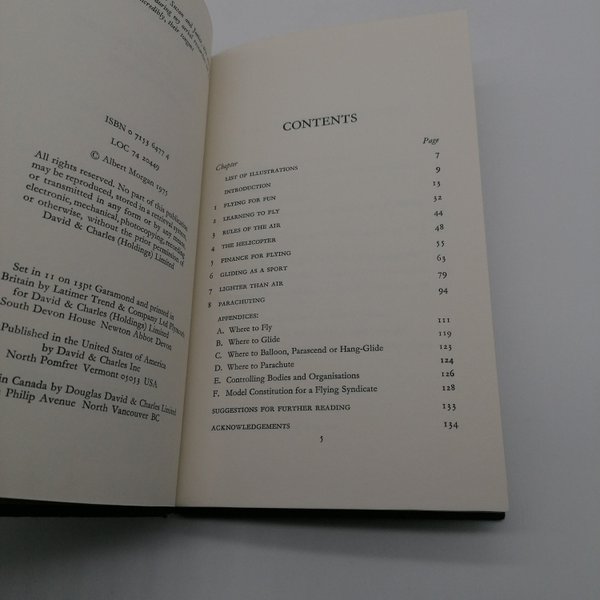 Susan and James
during my aerial
incredibly, their tongues
ISBN 0 7153 6477 4
LOC 74 20449
© Albert Morgan 1975
All rights reserved. No part of this publication
may be reproduced, stored in a retrieval system
or transmitted in any form or by any means,
electronic, mechanical, photocopying, recording
or otherwise, without the prior permission of
David & Charles (Holdings) Limited
Set in 11 on 13pt Garamond and printed in
Britain by Latimer Trend & Company Ltd Plymouth
for David & Charles (Holdings) Limited
South Devon House Newton Abbot Devon
Published in the United States of America
by David & Charles Inc
North Pomfret Vermont 05053 USA
in Canada by Douglas David & Charles Limited
Philip Avenue North Vancouver BC
CONTENTS
Chapter Page
LIST OF ILLUSTRATIONS 7
INTRODUCTION 9
1 FLYING FOR FUN 13
2 LEARNING TO FLY 32
3 RULES OF THE AIR 44
4 THE HELICOPTER 48
5 FINANCE FOR FLYING 55
6 GLIDING AS A SPORT 63
7 LIGHTER THAN AIR 79
8 PARACHUTING 94
APPENDICES:
A. Where to Fly 111
B. Where to Glide 119
C. Where to Balloon, Parascend or Hang-Glide 123
D. Where to Parachute 124
E. Controlling Bodies and Organisations 126
F. Model Constitution for a Flying Syndicate 128
SUGGESTIONS FOR FURTHER READING 133
ACKNOWLEDGEMENTS 134
5